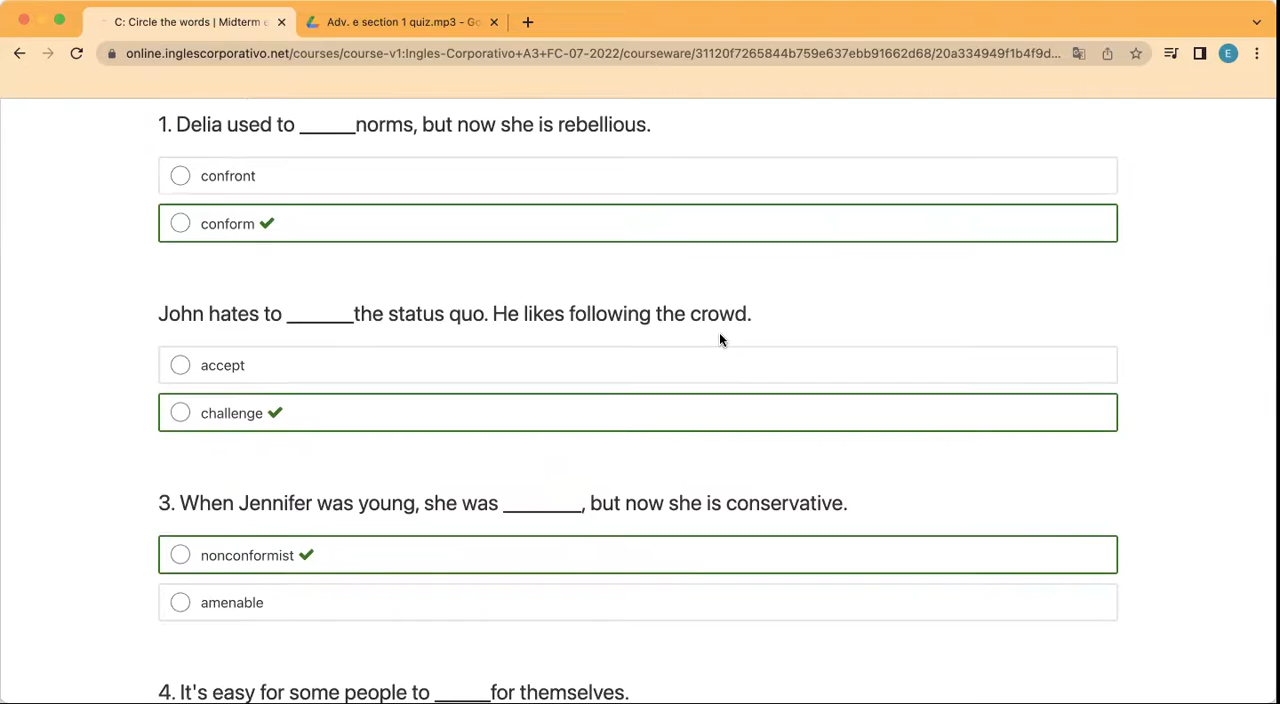 C: Circle the words | Midterm e
Adv. e section 1 quiz.mp3 - Go
online.inglescorporativo.net/courses/course-v1:Ingles-Corporativo+A3+FC-07-2022/courseware/31120f7265844b759e637ebb91662d68/20a334949f1b4f9d...
E
1. Delia used to ______norms, but now she is rebellious.
confront
conform
John hates to _______the status quo. He likes following the crowd.
accept
challenge
3. When Jennifer was young, she was ________, but now she is conservative.
nonconformist
amenable
4. It's easy for some people to ______for themselves.